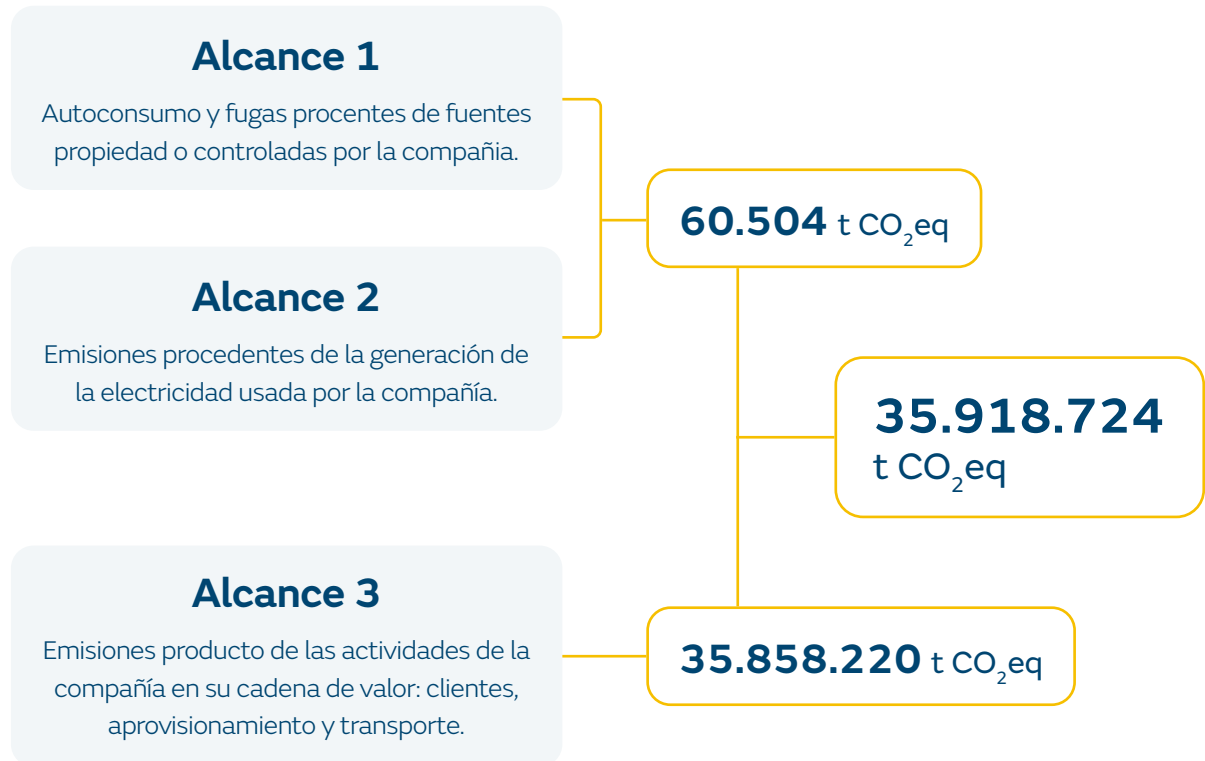 Alcance 1
Autoconsumo y fugas procentes de fuentes
propiedad o controladas por la compañia.
Alcance 2
Emisiones procedentes de la generación de
la electricidad usada por la compañía.
60.504 t CO₂eq
35.918.724
t CO₂eq
Alcance 3
Emisiones producto de las actividades de la
compañía en su cadena de valor: clientes,
aprovisionamiento y transporte.
35.858.220 t CO₂eq